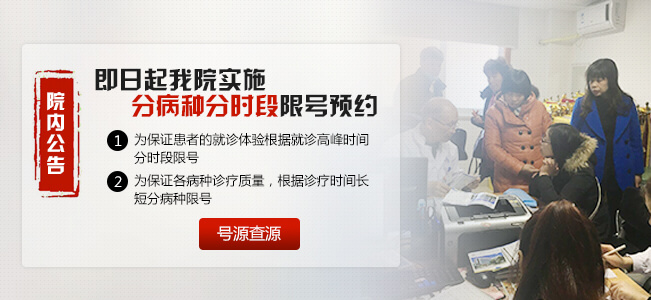 院内公告
即日起我院实施
分病种分时段限号预约
1 为保证患者的就诊体验根据就诊高峰时间
分时段限号
2 为保证各病种诊疗质量，根据诊疗时间长
短分病种限号
号源查源